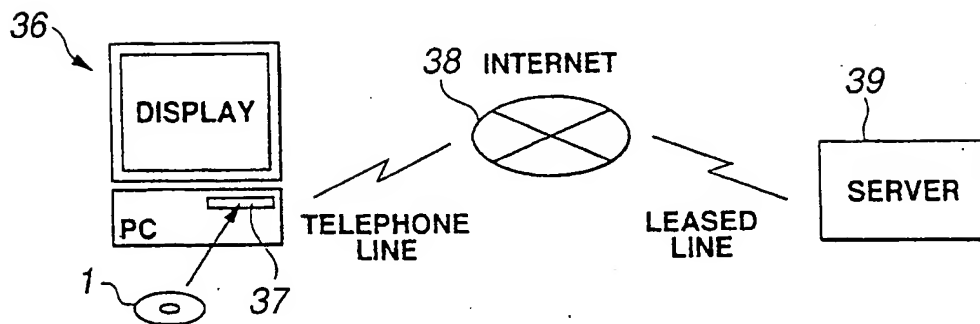 36
38 INTERNET
39
DISPLAY
SERVER
PC
TELEPHONE
LINE
LEASED
LINE
1
37